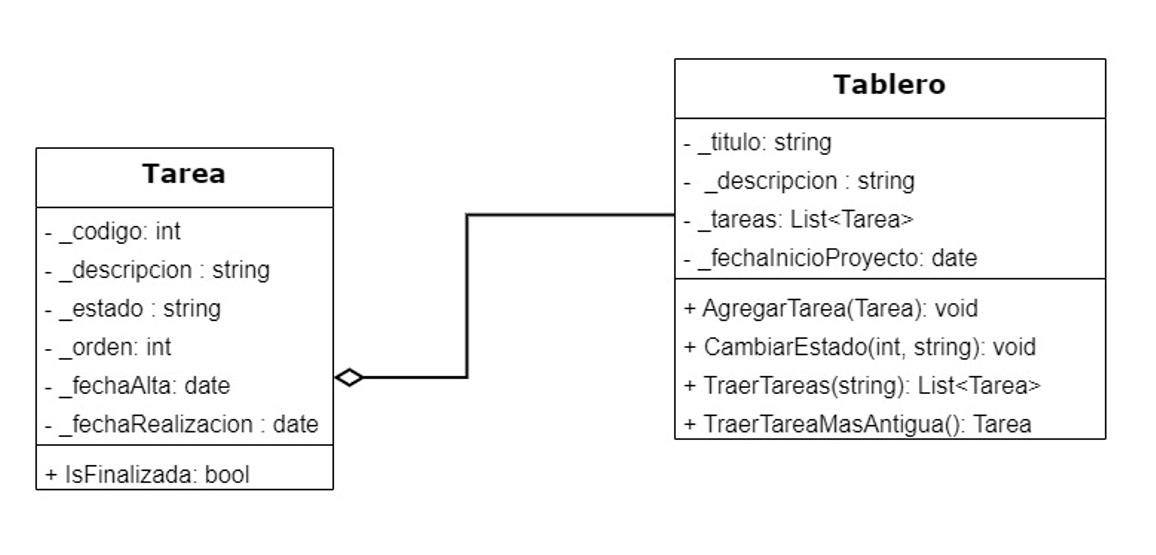 Tarea
- _codigo: int
- _descripcion : string
- _estado : string
- _orden: int
- _fechaAlta: date
- _fechaRealizacion : date
+ IsFinalizada: bool
Tablero
- _titulo: string
- _descripcion : string
- _tareas: List<Tarea>
- _fechaInicioProyecto: date
+ AgregarTarea(Tarea): void
+ CambiarEstado(int, string): void
+ TraerTareas(string): List<Tarea>
+ TraerTareaMasAntigua(): Tarea